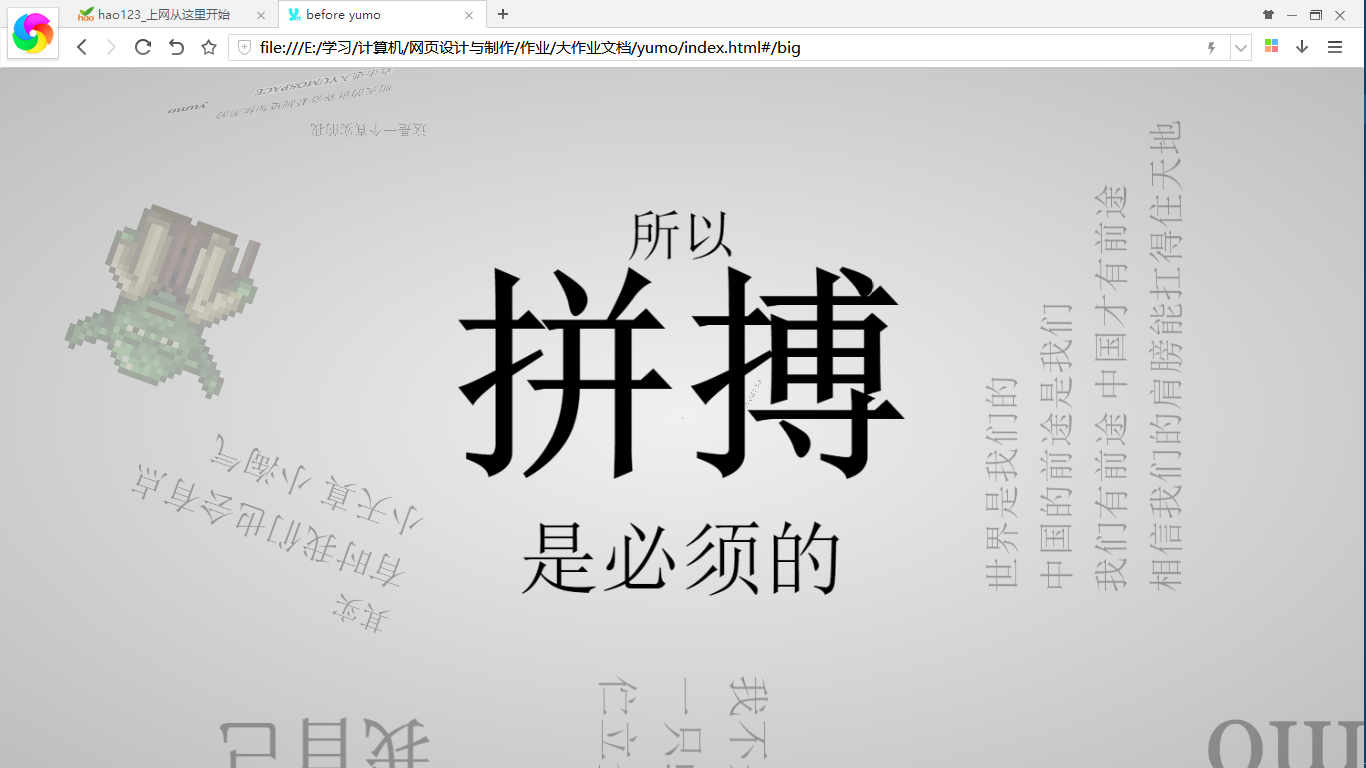 hao123_上网从这里开始
before yumo
file:///E:/学习/计算机/网页设计与制作/作业/大作业文档/yumo/index.html#/big
yumo
这是一个真实的我
所以
拼搏
是必须的
世界是我们的
中国的前途是我们
我们有前途 中国才有前途
相信我们的肩膀能扛得住天地
其实
有时我们也会有点
小天真 小淘气
我自己
我不
一只
伫立